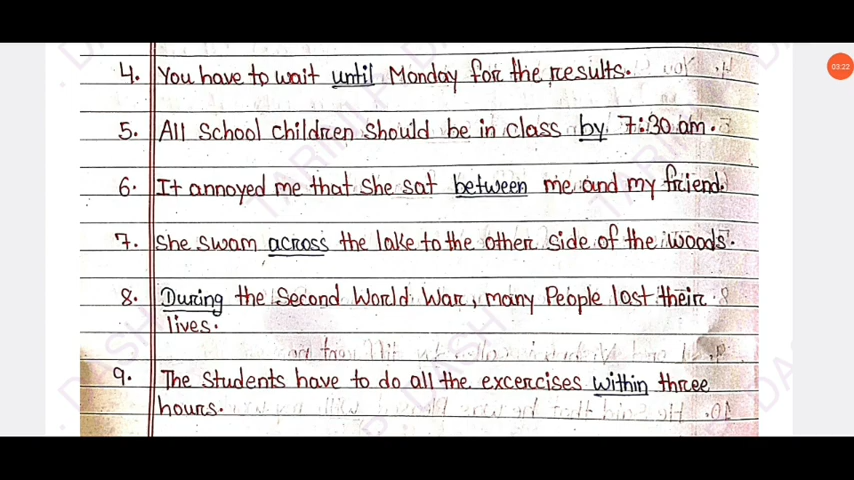 03:22
4. You have to wait until Monday for the results.
5. All School children should be in class by 7:30 am.
6. It annoyed me that she sat between me and my friend.
7. She swam across the lake to the other side of the woods.
8. During the Second World War, many People lost their
lives.
9. The students have to do all the excercises within three
hours.